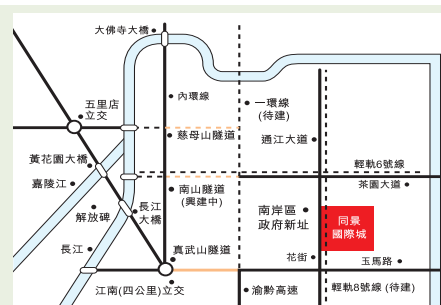 大佛寺大橋
內環線
一環線
(待建)
五里店
立交
慈母山隧道
通江大道
黃花園大橋
輕軌6號線
嘉陵江
茶園大道
南山隧道
(興建中)
解放碑
長江
大橋
南岸區
政府新址
同景
國際城
長江
真武山隧道
花街
玉馬路
江南(四公里)立交
渝黔高速
輕軌8號線(待建)